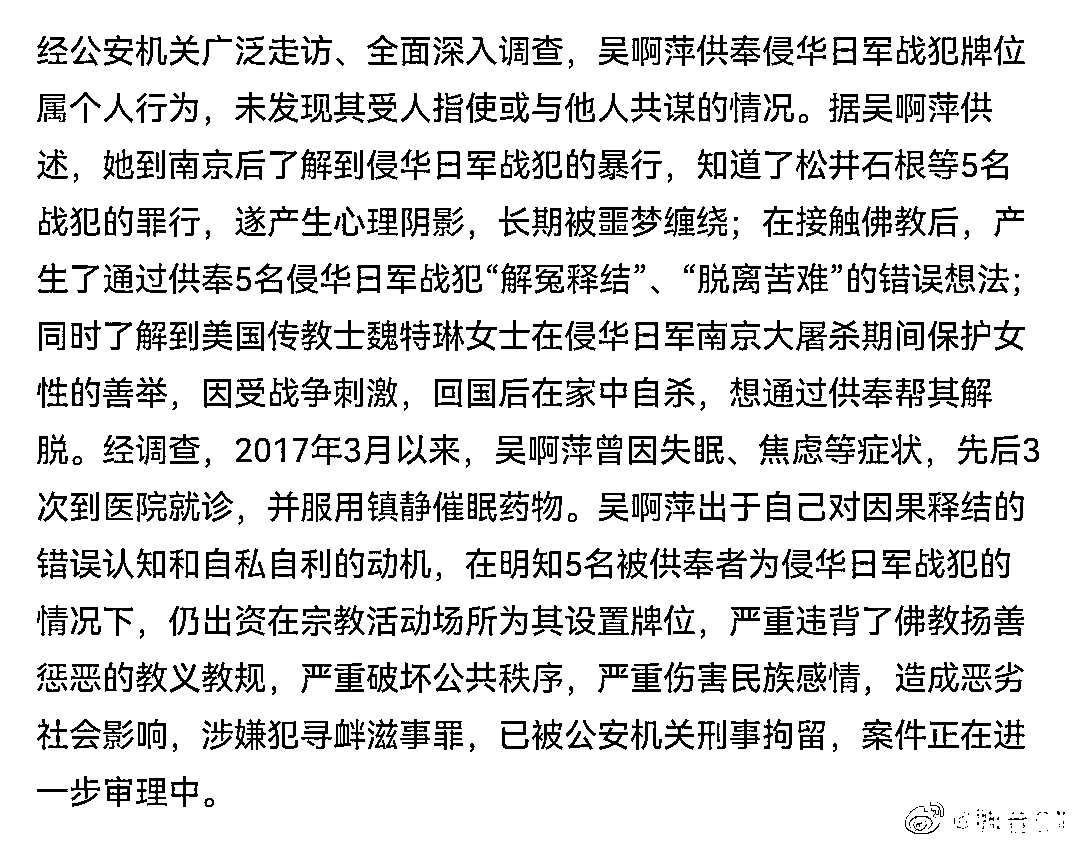 经公安机关广泛走访、全面深入调查，吴啊萍供奉侵华日军战犯牌位
属个人行为，未发现其受人指使或与他人共谋的情况。据吴啊萍供
述，她到南京后了解到侵华日军战犯的暴行，知道了松井石根等5名
战犯的罪行，遂产生心理阴影，长期被噩梦缠绕；在接触佛教后，产
生了通过供奉5名侵华日军战犯“解冤释结”、“脱离苦难”的错误想法；
同时了解到美国传教士魏特琳女士在侵华日军南京大屠杀期间保护女
性的善举，因受战争刺激，回国后在家中自杀，想通过供奉帮其解
脱。经调查，2017年3月以来，吴啊萍曾因失眠、焦虑等症状，先后3
次到医院就诊，并服用镇静催眠药物。吴啊萍出于自己对因果释结的
错误认知和自私自利的动机，在明知5名被供奉者为侵华日军战犯的
情况下，仍出资在宗教活动场所为其设置牌位，严重违背了佛教扬善
惩恶的教义教规，严重破坏公共秩序，严重伤害民族感情，造成恶劣
社会影响，涉嫌犯寻衅滋事罪，已被公安机关刑事拘留，案件正在进
一步审理中。